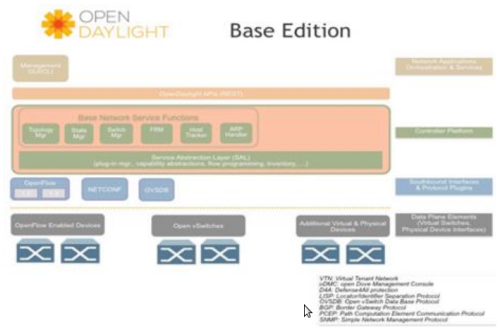 OPEN
DAYLIGHT
Base Edition
Management
GUI/CLI
Network Applications
Orchestration & Services
OpenDaylight APIs (REST)
Base Network Service Functions
Topology
Mgr
Stats
Mgr
Switch
Mgr
FRM
Host
Tracker
ARP
Handler
Controller Platform
Service Abstraction Layer (SAL)
(plug-in mgr., capability abstractions, flow programming, inventory, ...)
OpenFlow
NETCONF
OVSDB
Southbound Interfaces
& Protocol Plugins
OpenFlow Enabled Devices
Open vSwitches
Additional Virtual & Physical
Devices
Data Plane Elements
(Virtual Switches,
Physical Device Interfaces)
VTN: Virtual Tenant Network
oDMC: open Dove Management Console
D4A: Defense4All protection
LISP: Locator/Identifier Separation Protocol
OVSDB: Open vSwitch Data Base Protocol
BGP: Border Gateway Protocol
PCEP: Path Computation Element Communication Protocol
SNMP: Simple Network Management Protocol